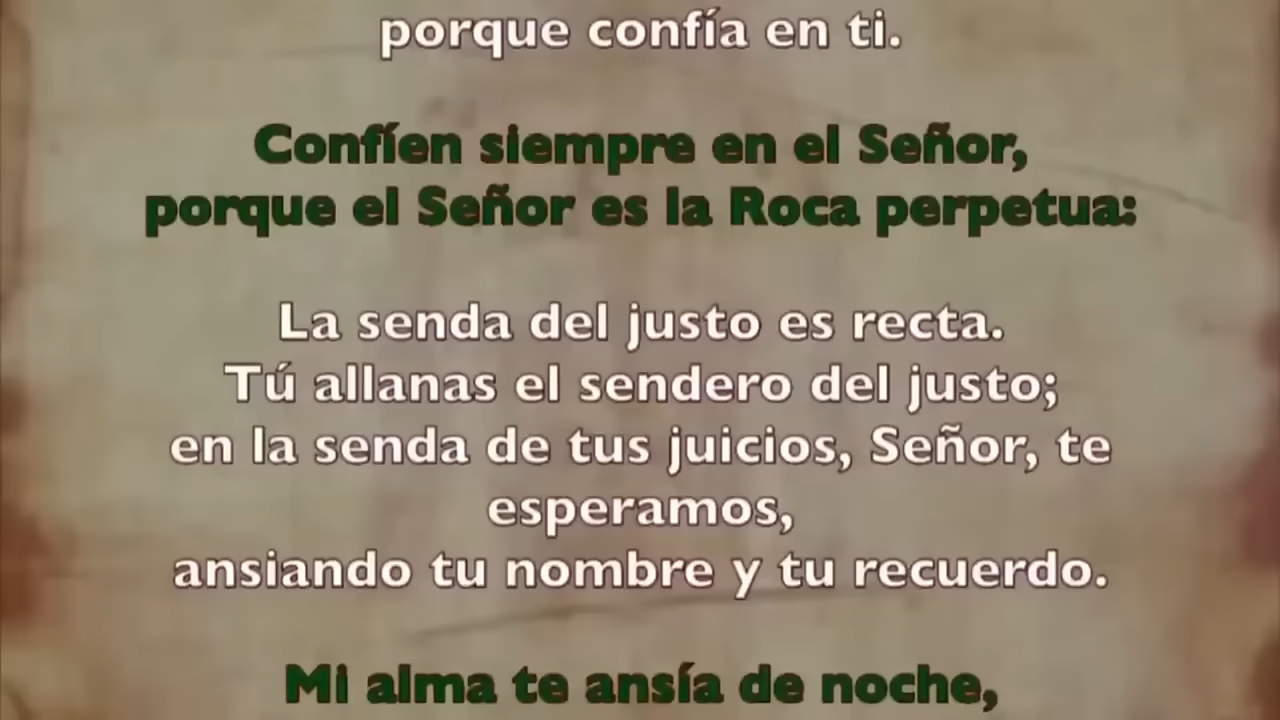 porque confía en ti.
Confíen siempre en el Señor,
porque el Señor es la Roca perpetua:
La senda del justo es recta.
Tú allanas el sendero del justo;
en la senda de tus juicios, Señor, te
esperamos,
ansiando tu nombre y tu recuerdo.
Mi alma te ansía de noche,